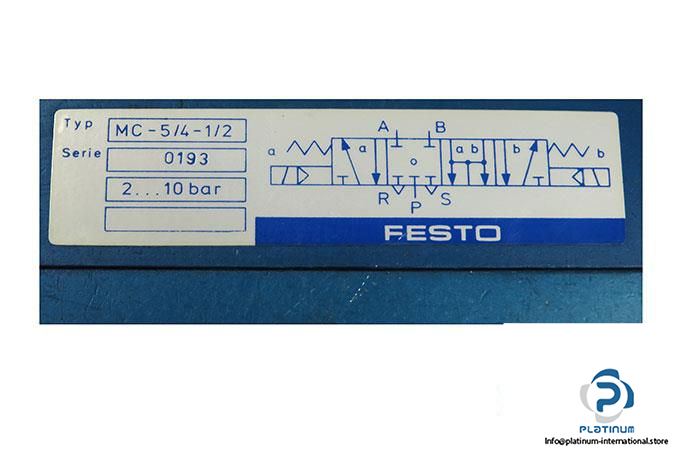 Typ MC-5/4-1/2
Serie 0193
2...10 bar
A B
a a o a b b b
R P S
FESTO
PLATINUM
Info@platinum-international.store